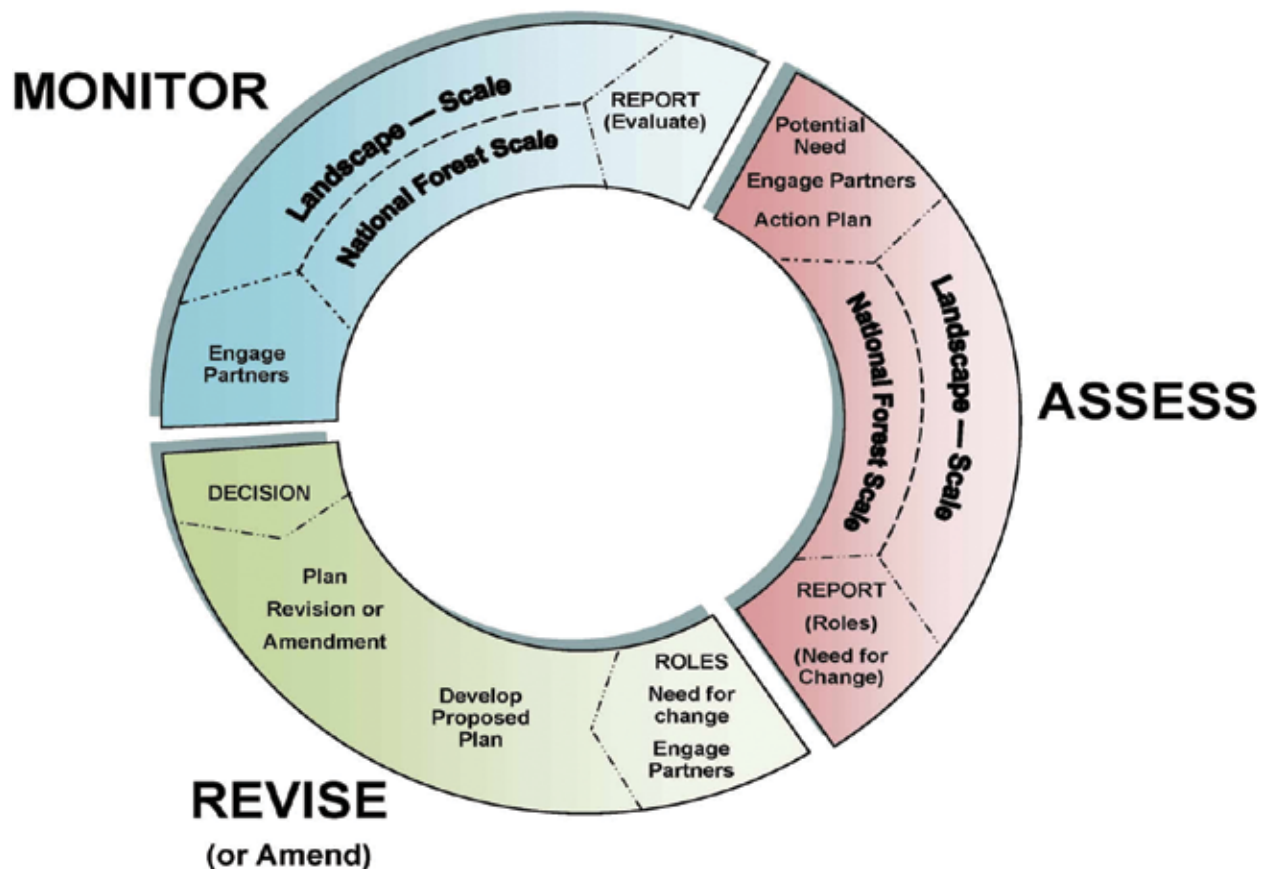 MONITOR
Landscape — Scale
National Forest Scale
REPORT
(Evaluate)
Engage
Partners
Potential
Need
Engage Partners
Action Plan
Landscape — Scale
National Forest Scale
REPORT
(Roles)
(Need for
Change)
ASSESS
ROLES
Need for
change
Engage
Partners
Develop
Proposed
Plan
Plan
Revision or
Amendment
DECISION
REVISE
(or Amend)